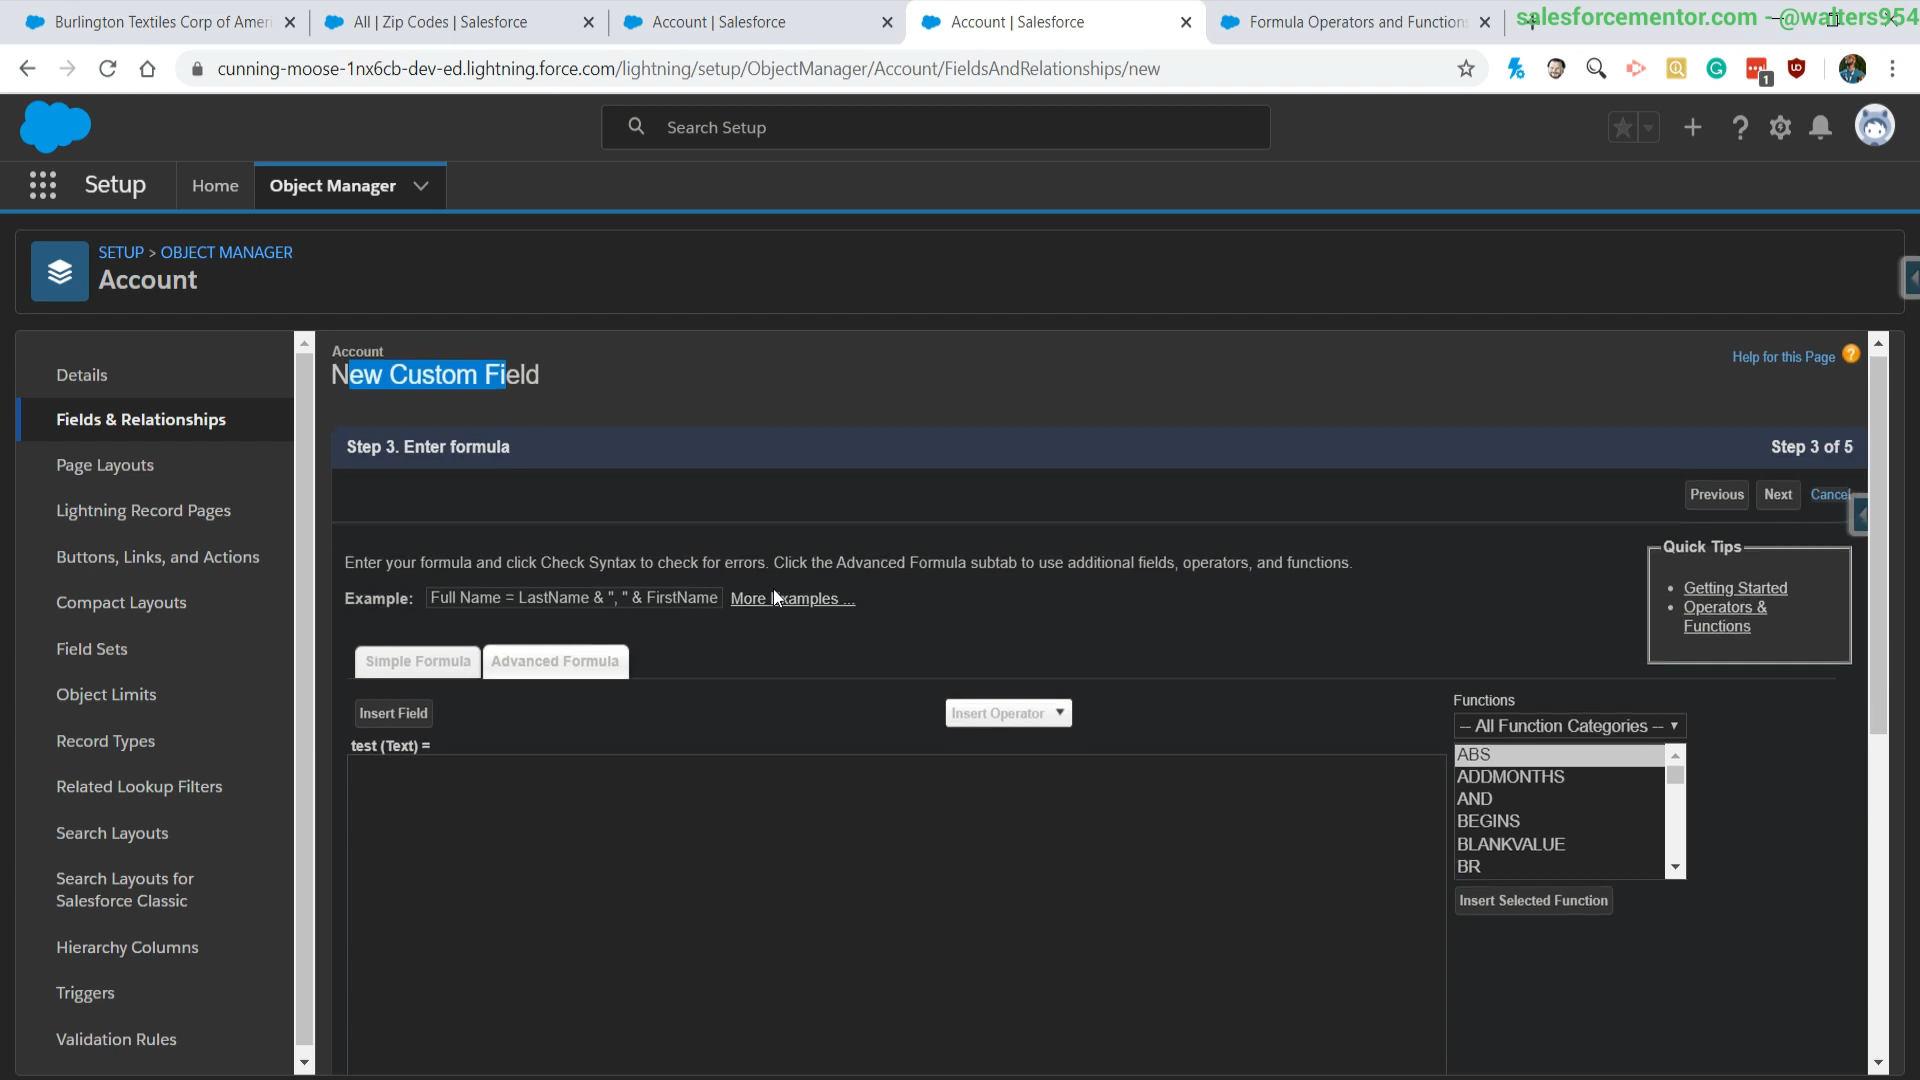 Burlington Textiles Corp of Ameri
All | Zip Codes | Salesforce
Account | Salesforce
Account | Salesforce
Formula Operators and Function
salesforcementor.com - @walters954
cunning-moose-1nx6cb-dev-ed.lightning.force.com/lightning/setup/ObjectManager/Account/FieldsAndRelationships/new
1
Search Setup
Setup
Home
Object Manager
SETUP > OBJECT MANAGER
Account
Details
Fields & Relationships
Page Layouts
Lightning Record Pages
Buttons, Links, and Actions
Compact Layouts
Field Sets
Object Limits
Record Types
Related Lookup Filters
Search Layouts
Search Layouts for
Salesforce Classic
Hierarchy Columns
Triggers
Validation Rules
Account
New Custom Field
Help for this Page
Step 3. Enter formula
Step 3 of 5
Previous
Next
Cancel
Enter your formula and click Check Syntax to check for errors. Click the Advanced Formula subtab to use additional fields, operators, and functions.
Example:
Full Name = LastName & ", " & FirstName
More Examples ...
Quick Tips
Getting Started
Operators &
Functions
Simple Formula
Advanced Formula
Insert Field
Insert Operator
test (Text) =
Functions
-- All Function Categories --
ABS
ADDMONTHS
AND
BEGINS
BLANKVALUE
BR
Insert Selected Function